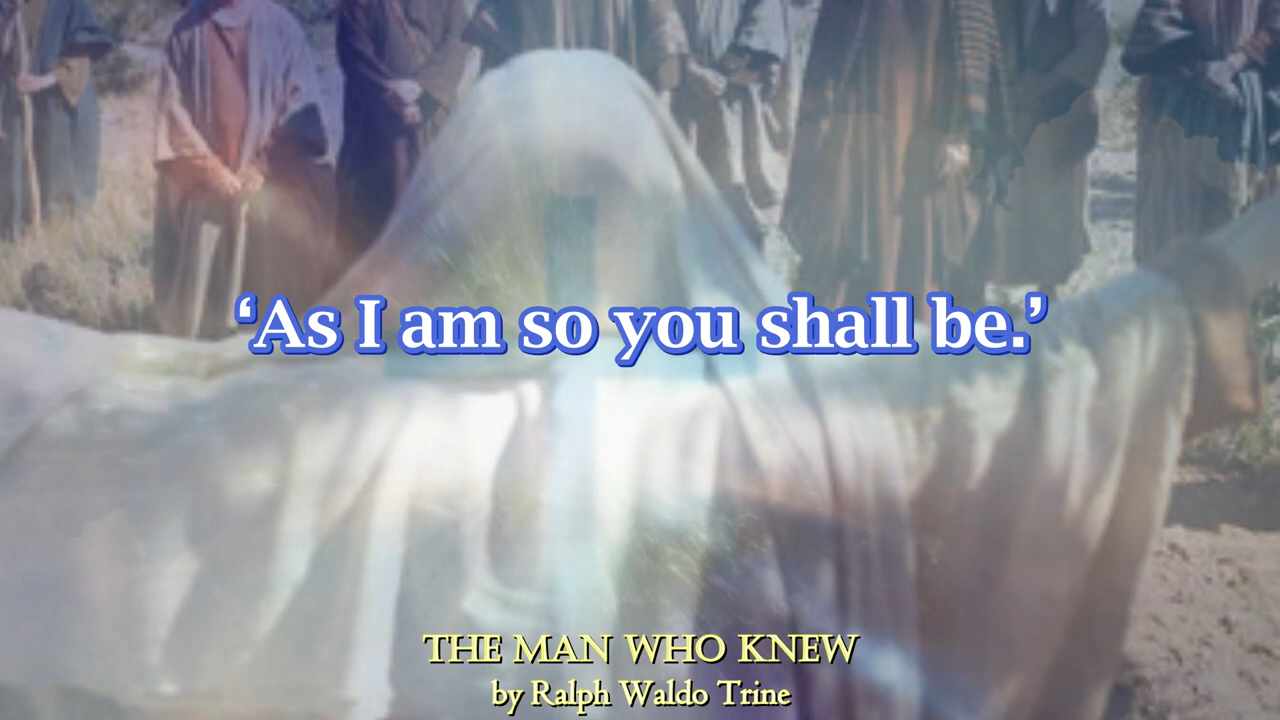 ‘As I am so you shall be.’
THE MAN WHO KNEW
by Ralph Waldo Trine